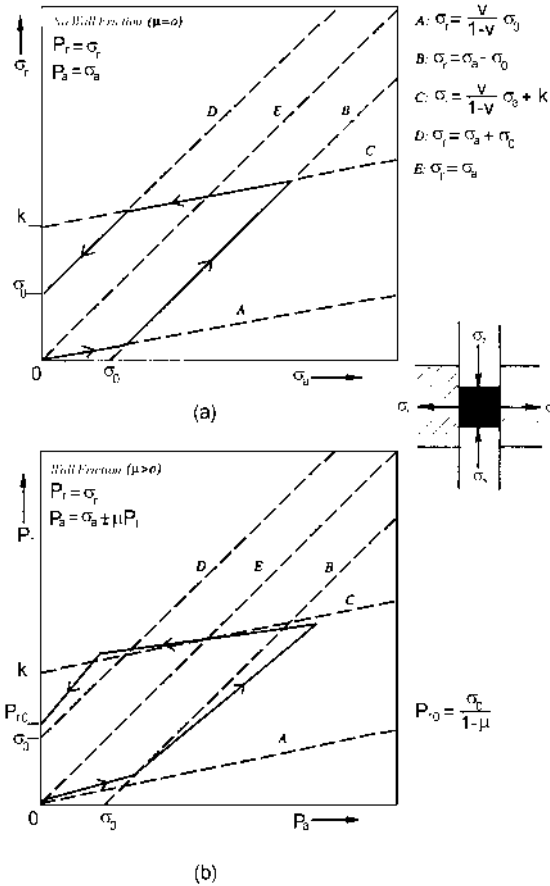 No Wall Friction (μ=o)
Pr = σr
Pa = σa
σr
D
E
B
C
A
k
σ0
0
σ0
σa
(a)
A: σr = ν/1-ν σ0
B: σr = σa - σ0
C: σ = ν/1-ν σa + k
D: σr = σa + σ0
E: σr = σa
Wall Friction (μ>o)
Pr = σr
Pa = σa ± μPr
D
E
B
C
A
k
Pr0
σ0
0
σ0
Pa
(b)
Pr0 = σ0/1-μ